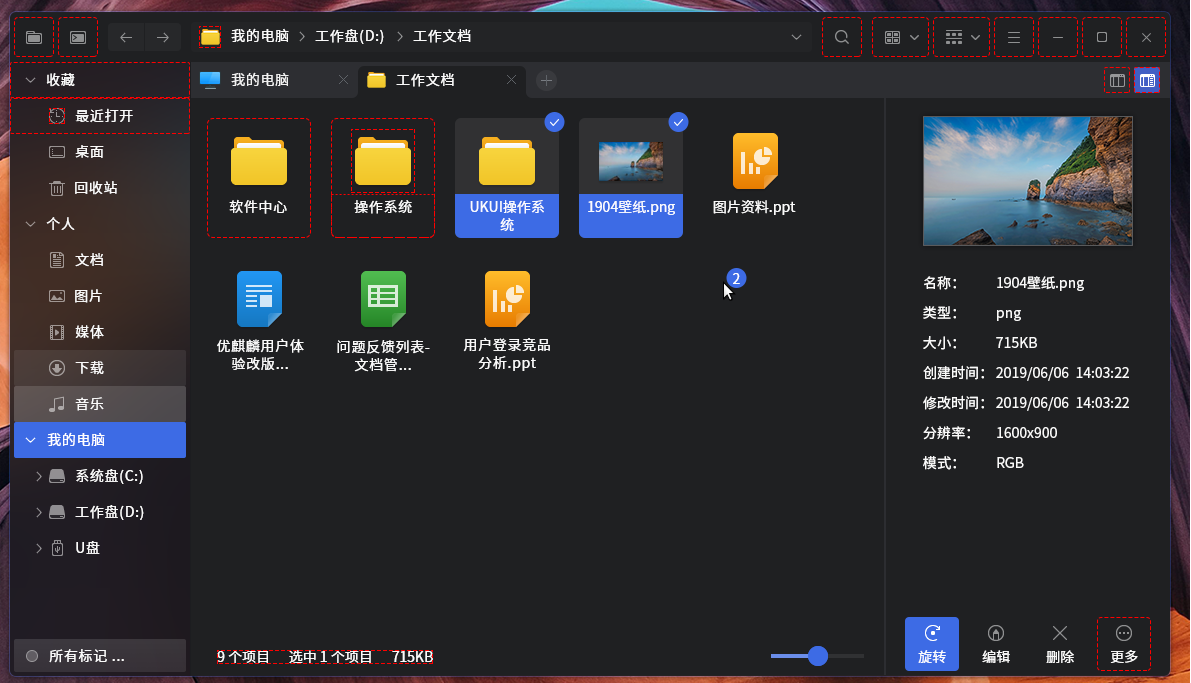 我的电脑 工作盘(D:) 工作文档
收藏
我的电脑 工作文档
最近打开
桌面
回收站
个人
文档
图片
媒体
下载
音乐
我的电脑
系统盘(C:)
工作盘(D:)
U盘
所有标记 ...
软件中心
操作系统
UKUI操作系
统
1904壁纸.png
图片资料.ppt
2
优麒麟用户体
验改版...
问题反馈列表-
文档管...
用户登录竞品
分析.ppt
9 个项目 选中 1 个项目 715KB
名称： 1904壁纸.png
类型： png
大小： 715KB
创建时间： 2019/06/06 14:03:22
修改时间： 2019/06/06 14:03:22
分辨率： 1600x900
模式： RGB
旋转 编辑 删除 更多